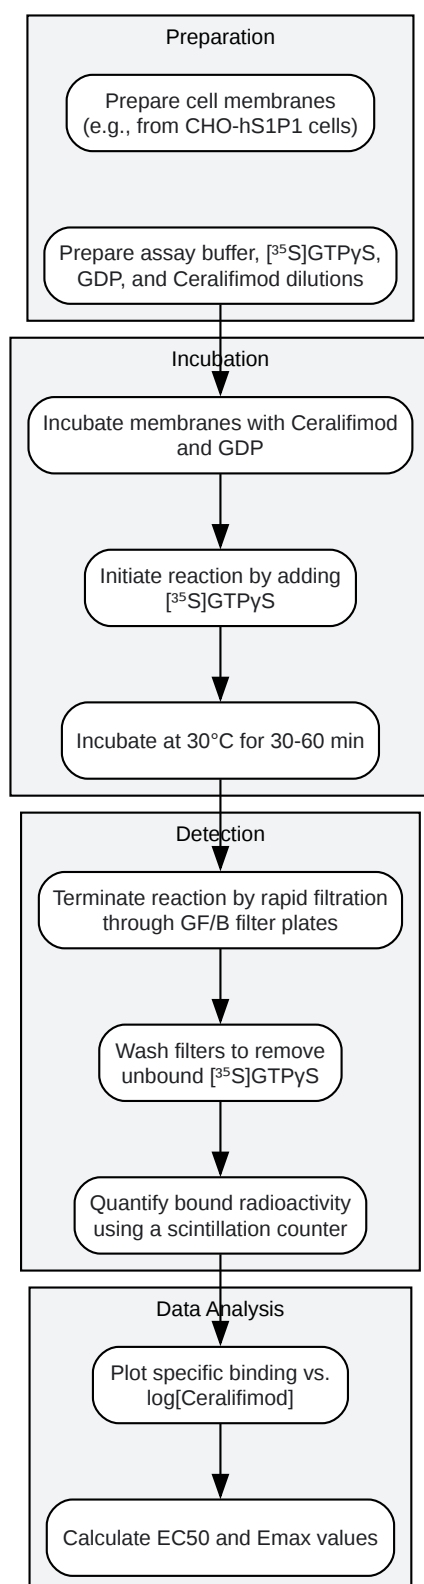 Preparation
Prepare cell membranes
(e.g., from CHO-hS1P1 cells)
Prepare assay buffer, [³⁵S]GTPγS,
GDP, and Ceralifimod dilutions
Incubation
Incubate membranes with Ceralifimod
and GDP
Initiate reaction by adding
[³⁵S]GTPγS
Incubate at 30°C for 30-60 min
Detection
Terminate reaction by rapid filtration
through GF/B filter plates
Wash filters to remove
unbound [³⁵S]GTPγS
Quantify bound radioactivity
using a scintillation counter
Data Analysis
Plot specific binding vs.
log[Ceralifimod]
Calculate EC50 and Emax values